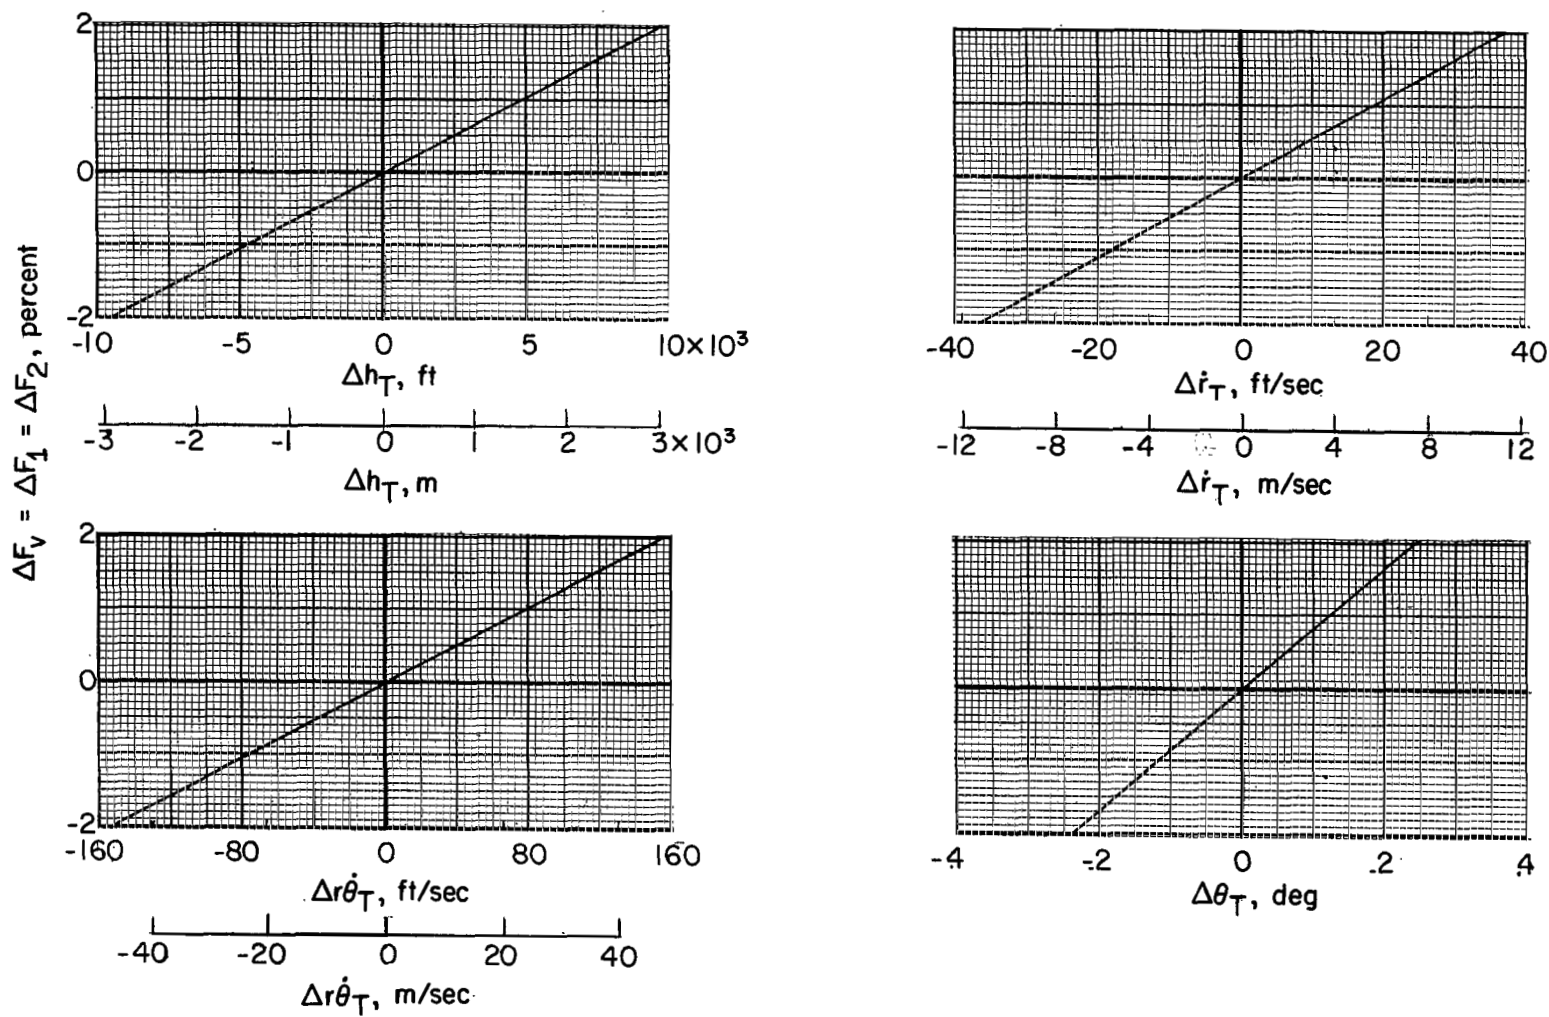 ΔF_v = ΔF_1 = ΔF_2, percent
2
0
-2
-10 -5 0 5 10×10³
Δh_T, ft
-3 -2 -1 0 1 2 3×10³
Δh_T, m
-40 -20 0 20 40
Δṙ_T, ft/sec
-12 -8 -4 0 4 8 12
Δṙ_T, m/sec
2
0
-2
-160 -80 0 80 160
Δrθ̇_T, ft/sec
-40 -20 0 20 40
Δrθ̇_T, m/sec
-.4 -.2 0 .2 .4
Δθ_T, deg